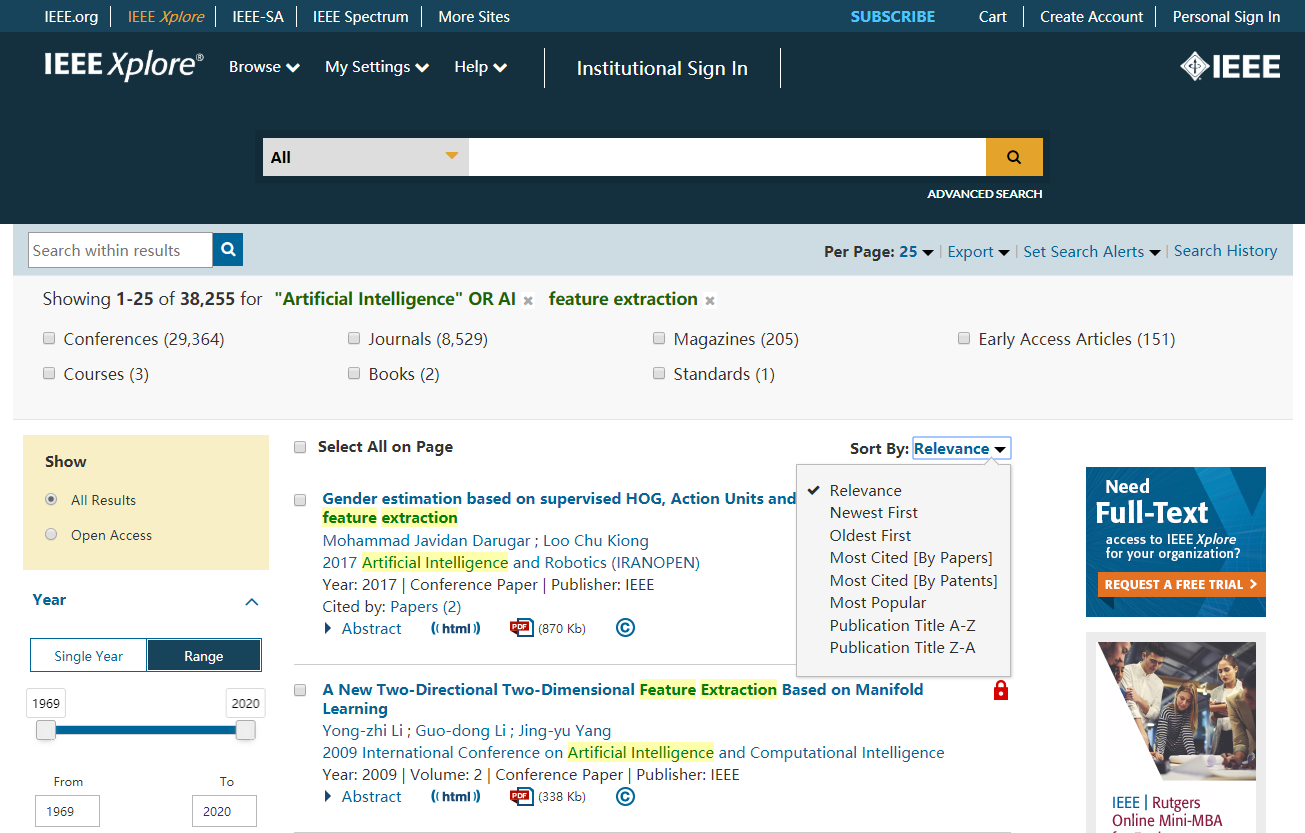 IEEE.org IEEE Xplore IEEE-SA IEEE Spectrum More Sites SUBSCRIBE Cart Create Account Personal Sign In
IEEE Xplore® Browse My Settings Help Institutional Sign In IEEE
All
ADVANCED SEARCH
Search within results Per Page: 25 Export Set Search Alerts Search History
Showing 1-25 of 38,255 for "Artificial Intelligence" OR AI × feature extraction ×
Conferences (29,364) Journals (8,529) Magazines (205) Early Access Articles (151)
Courses (3) Books (2) Standards (1)
Show
All Results
Open Access
Year
Single Year Range
1969 2020
From To
1969 2020
Select All on Page Sort By: Relevance
Relevance
Newest First
Oldest First
Most Cited [By Papers]
Most Cited [By Patents]
Most Popular
Publication Title A-Z
Publication Title Z-A
Gender estimation based on supervised HOG, Action Units and
feature extraction
Mohammad Javidan Darugar ; Loo Chu Kiong
2017 Artificial Intelligence and Robotics (IRANOPEN)
Year: 2017 | Conference Paper | Publisher: IEEE
Cited by: Papers (2)
Abstract ((html)) PDF (870 Kb) ©
A New Two-Directional Two-Dimensional Feature Extraction Based on Manifold
Learning
Yong-zhi Li ; Guo-dong Li ; Jing-yu Yang
2009 International Conference on Artificial Intelligence and Computational Intelligence
Year: 2009 | Volume: 2 | Conference Paper | Publisher: IEEE
Abstract ((html)) PDF (338 Kb) ©
Need
Full-Text
access to IEEE Xplore
for your organization?
REQUEST A FREE TRIAL
IEEE | Rutgers
Online Mini-MBA